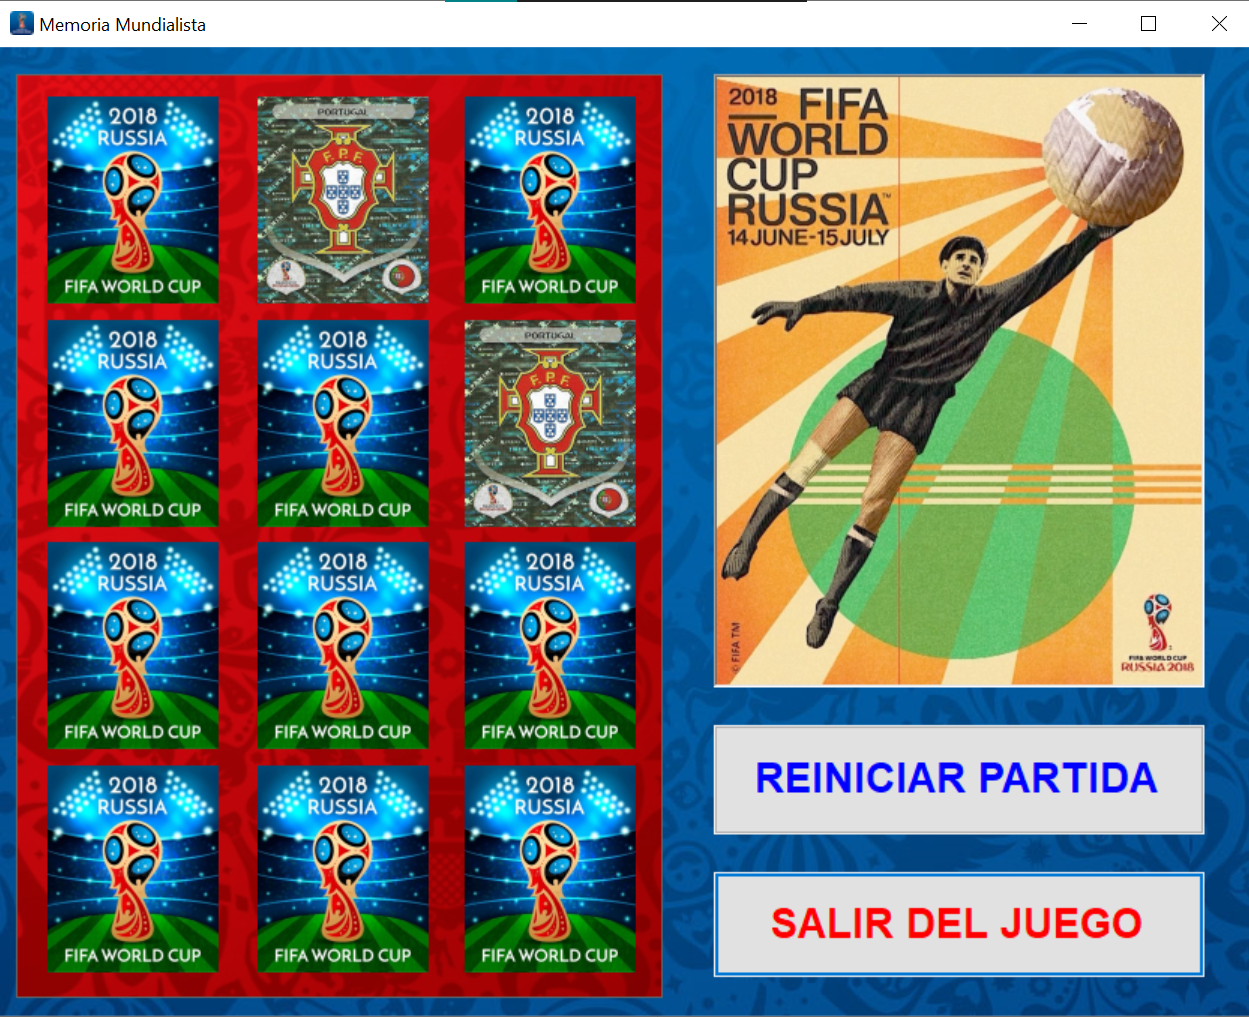 Memoria Mundialista
2018
RUSSIA
FIFA WORLD CUP
PORTUGAL
F. P. F.
2018
RUSSIA
FIFA WORLD CUP
2018
RUSSIA
FIFA WORLD CUP
2018
RUSSIA
FIFA WORLD CUP
PORTUGAL
F. P. F.
2018
RUSSIA
FIFA WORLD CUP
2018
RUSSIA
FIFA WORLD CUP
2018
RUSSIA
FIFA WORLD CUP
2018
RUSSIA
FIFA WORLD CUP
2018
RUSSIA
FIFA WORLD CUP
2018
RUSSIA
FIFA WORLD CUP
2018 FIFA
WORLD
CUP
RUSSIA™
14 JUNE-15 JULY
© FIFA TM
FIFA WORLD CUP
RUSSIA 2018
REINICIAR PARTIDA
SALIR DEL JUEGO